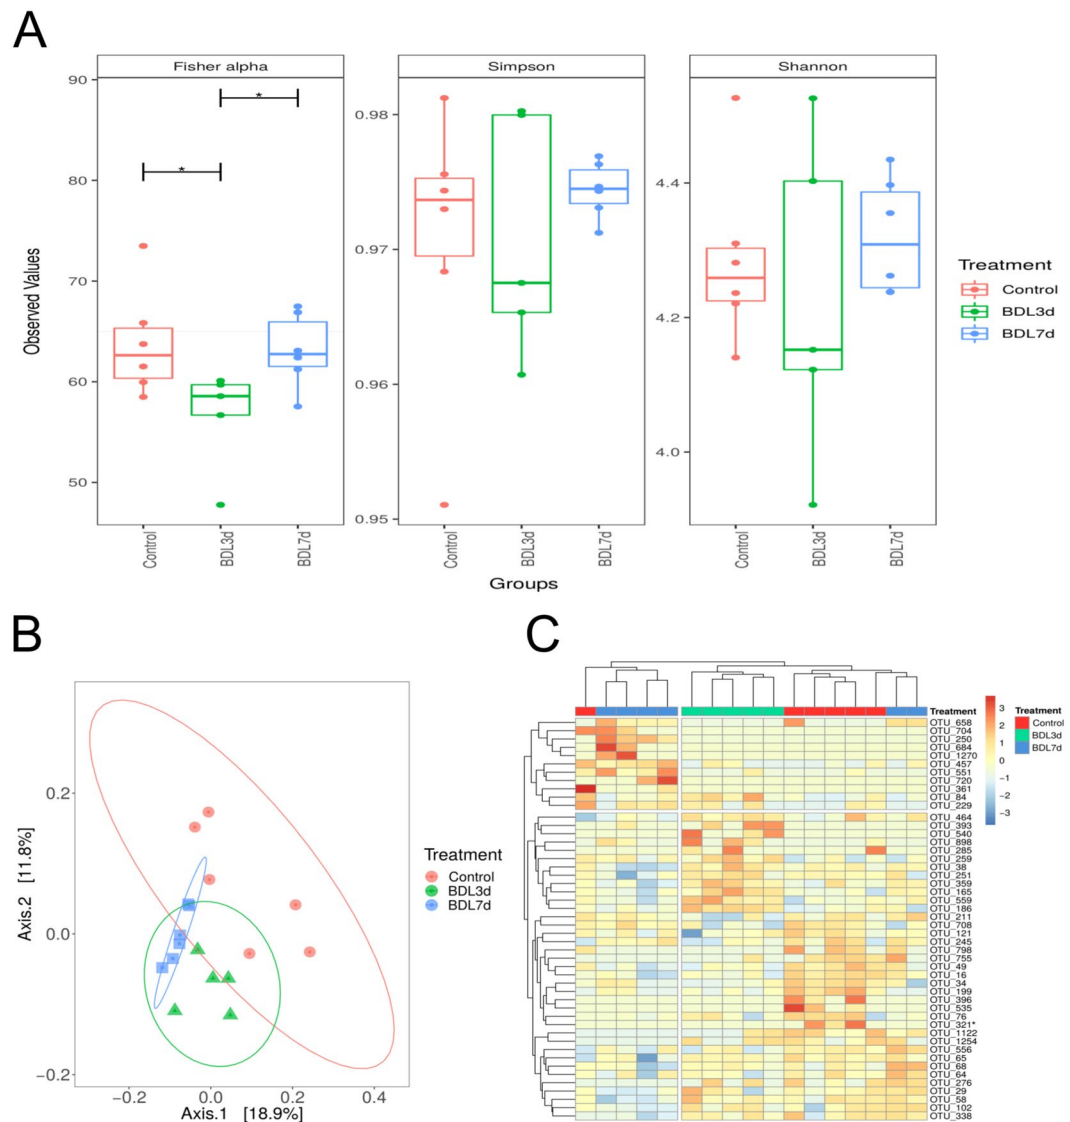 A
Fisher alpha
Simpson
Shannon
90
80
70
60
50
*
*
0.98
0.97
0.96
0.95
4.4
4.2
4.0
Observed Values
Control
BDL3d
BDL7d
Control
BDL3d
BDL7d
Control
BDL3d
BDL7d
Groups
Treatment
Control
BDL3d
BDL7d
B
0.2
0.0
−0.2
Axis.2 [11.8%]
−0.2
0.0
0.2
0.4
Axis.1 [18.9%]
Treatment
Control
BDL3d
BDL7d
C
Treatment
OTU_658
OTU_704
OTU_250
OTU_684
OTU_1270
OTU_457
OTU_551
OTU_720
OTU_361
OTU_84
OTU_229
OTU_464
OTU_393
OTU_540
OTU_898
OTU_285
OTU_259
OTU_38
OTU_251
OTU_359
OTU_165
OTU_559
OTU_186
OTU_211
OTU_708
OTU_121
OTU_245
OTU_798
OTU_755
OTU_49
OTU_16
OTU_34
OTU_199
OTU_396
OTU_535
OTU_76
OTU_321*
OTU_1122
OTU_1254
OTU_556
OTU_65
OTU_68
OTU_64
OTU_276
OTU_29
OTU_58
OTU_102
OTU_338
3
2
1
0
−1
−2
−3
Treatment
Control
BDL3d
BDL7d